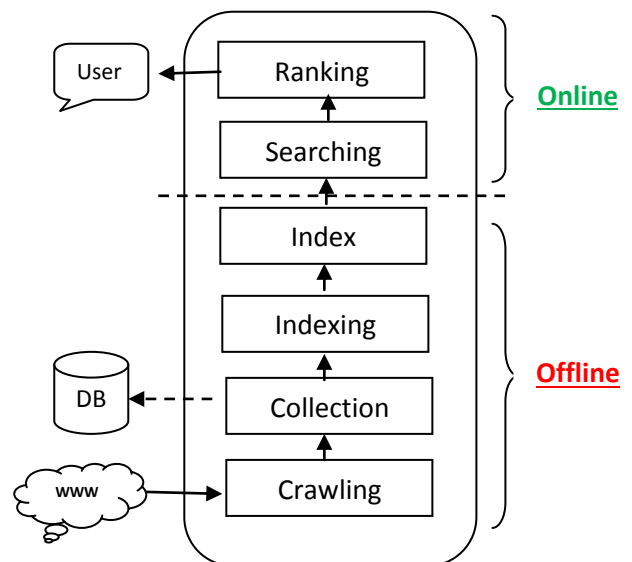 User
Ranking
Online
Searching
Index
Indexing
DB
Collection
Offline
www
Crawling